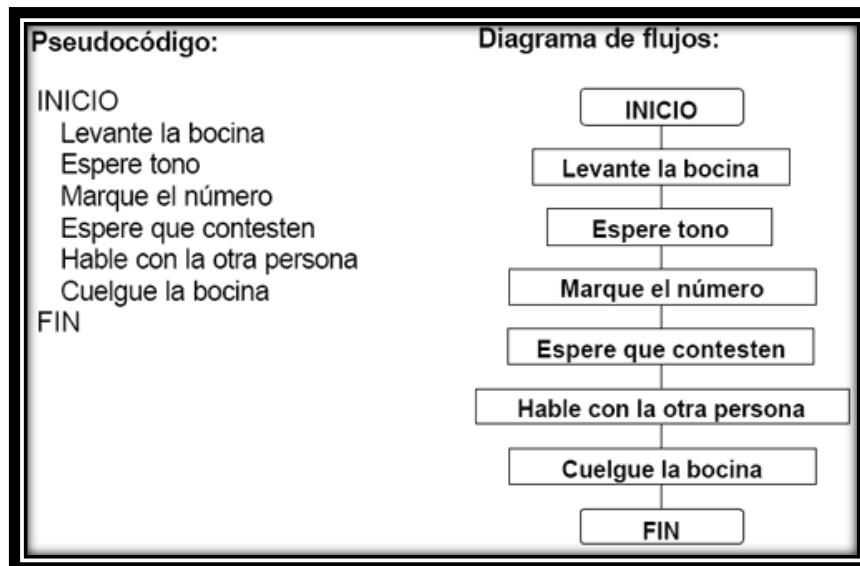 Pseudocódigo:
INICIO
Levante la bocina
Espere tono
Marque el número
Espere que contesten
Hable con la otra persona
Cuelgue la bocina
FIN
Diagrama de flujos:
INICIO
Levante la bocina
Espere tono
Marque el número
Espere que contesten
Hable con la otra persona
Cuelgue la bocina
FIN